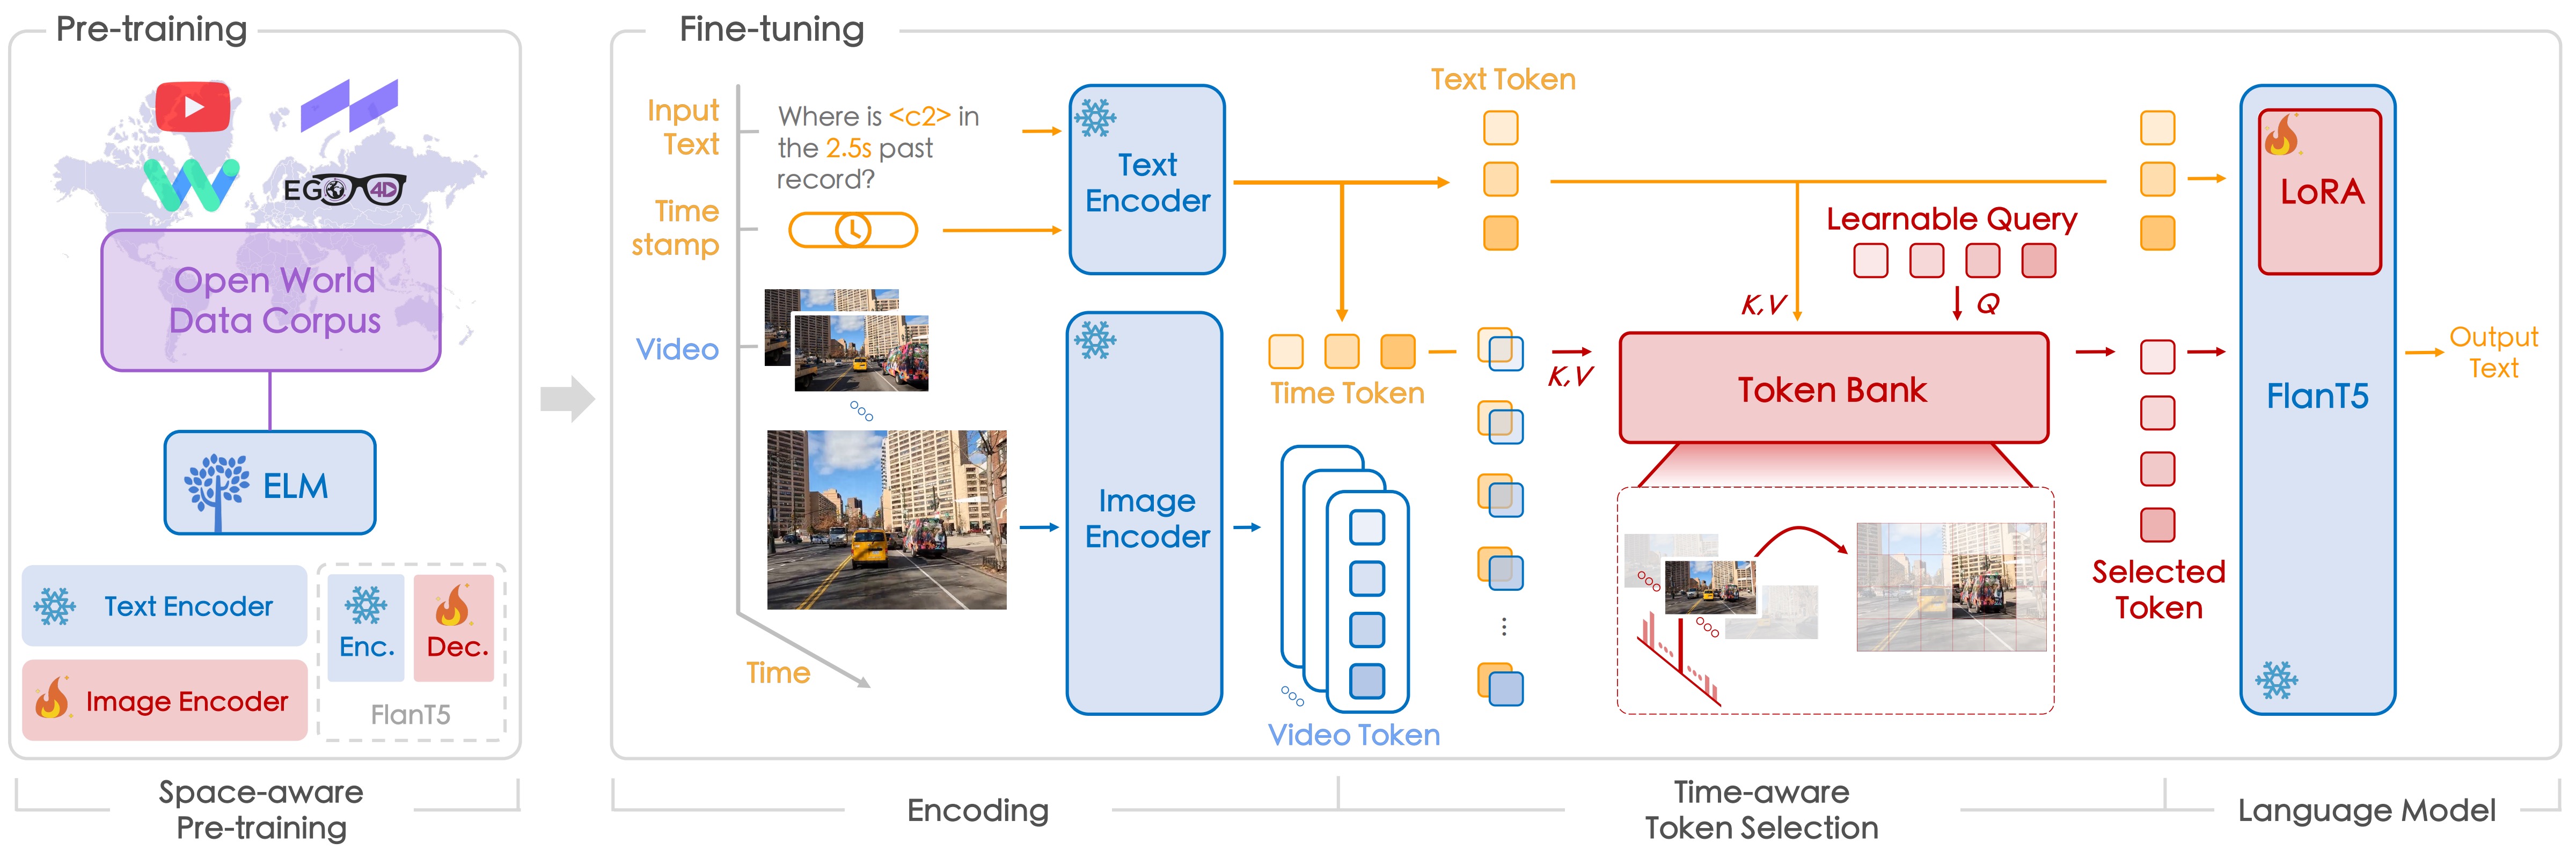 Pre-training
EGO4D
Open World
Data Corpus
ELM
Text Encoder
Image Encoder
Enc.
Dec.
FlanT5
Space-aware
Pre-training
Fine-tuning
Input
Text
Where is <c2> in
the 2.5s past
record?
Time
stamp
Video
Time
Text
Encoder
Image
Encoder
Text Token
Time Token
Video Token
K,V
K,V
Learnable Query
Q
Token Bank
Selected
Token
LoRA
FlanT5
Output
Text
Encoding
Time-aware
Token Selection
Language Model